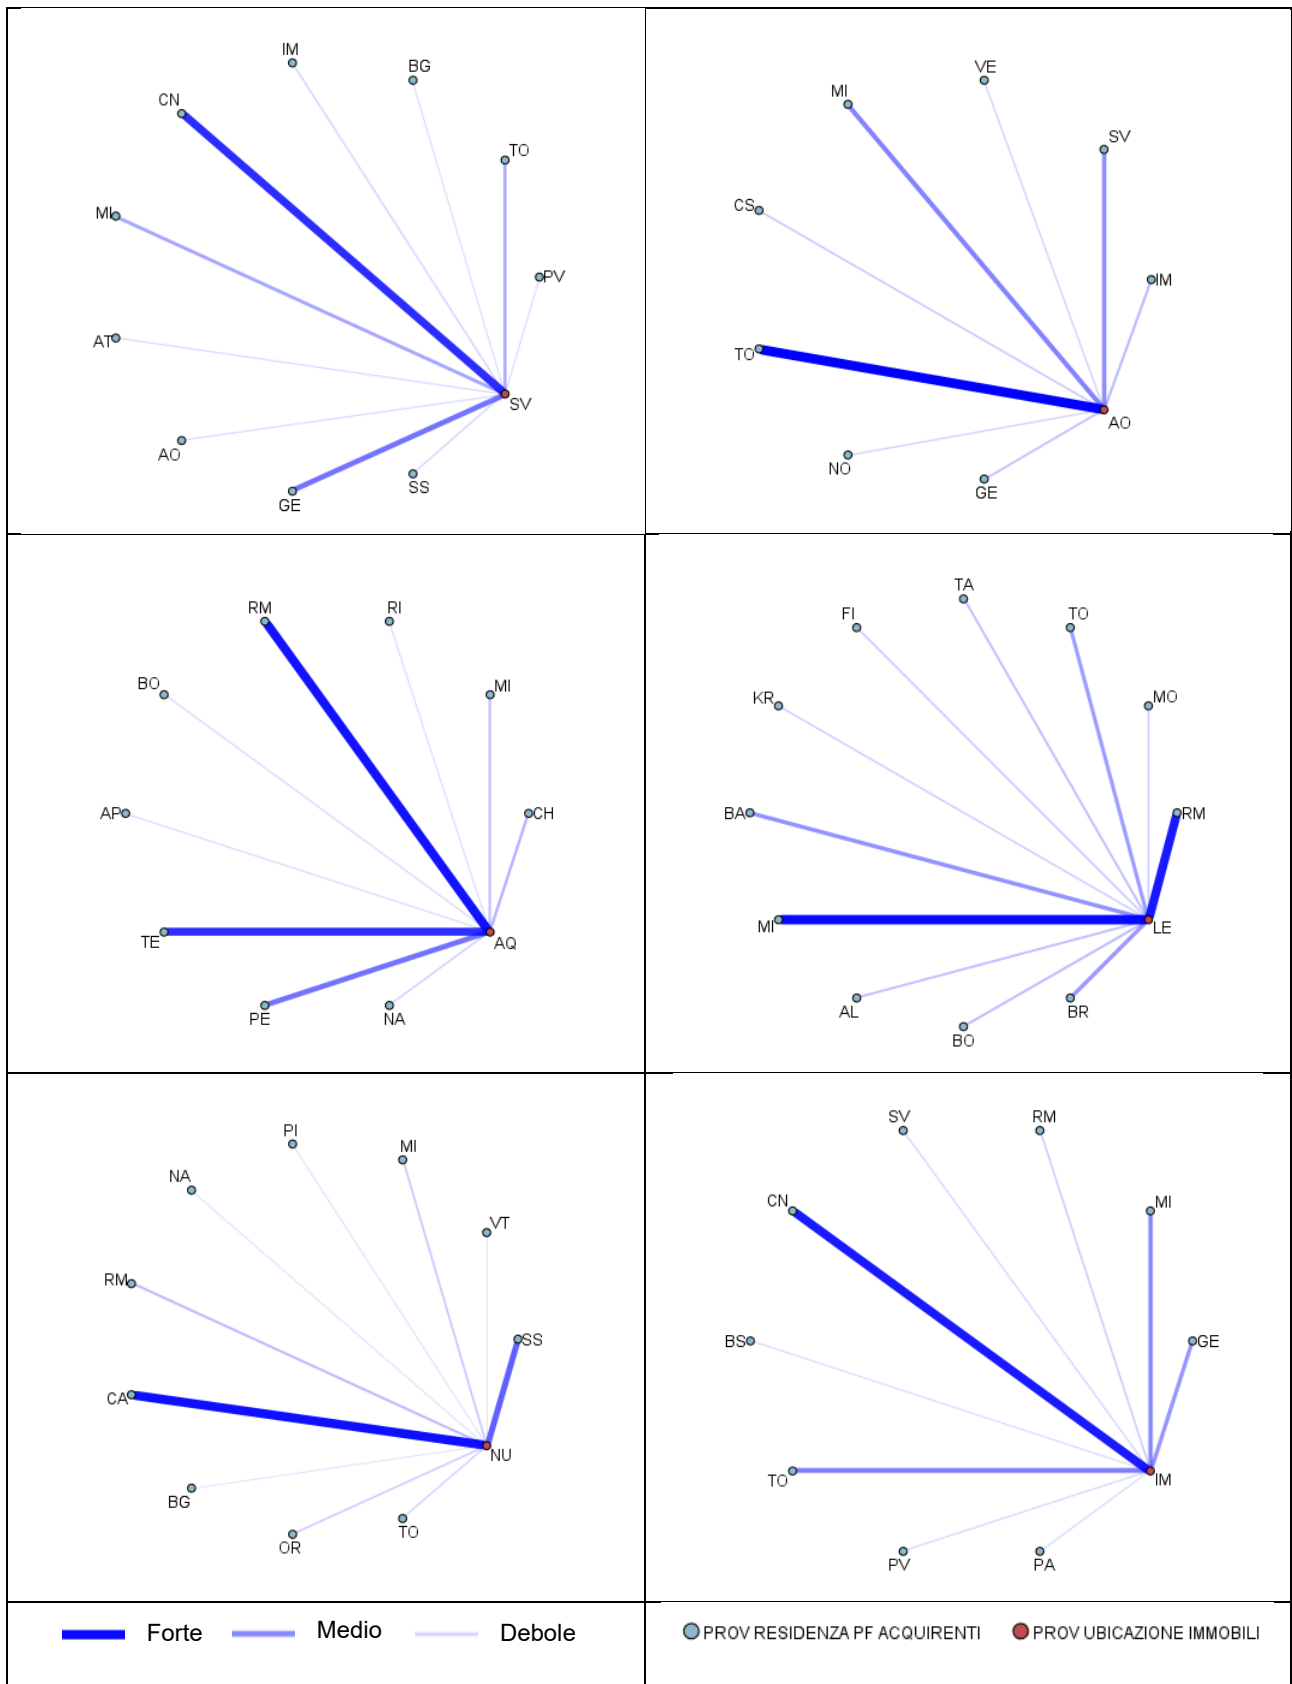 IM
BG
CN
TO
MI
PV
AT
SV
AO
SS
GE
VE
MI
SV
CS
IM
TO
AO
NO
GE
RM
RI
BO
MI
AP
CH
TE
AQ
PE
NA
TA
FI
TO
KR
MO
BA
RM
MI
LE
AL
BR
BO
PI
MI
NA
VT
RM
SS
CA
NU
BG
TO
OR
SV
RM
CN
MI
BS
GE
TO
IM
PV
PA
Forte Medio Debole
PROV RESIDENZA PF ACQUIRENTI PROV UBICAZIONE IMMOBILI